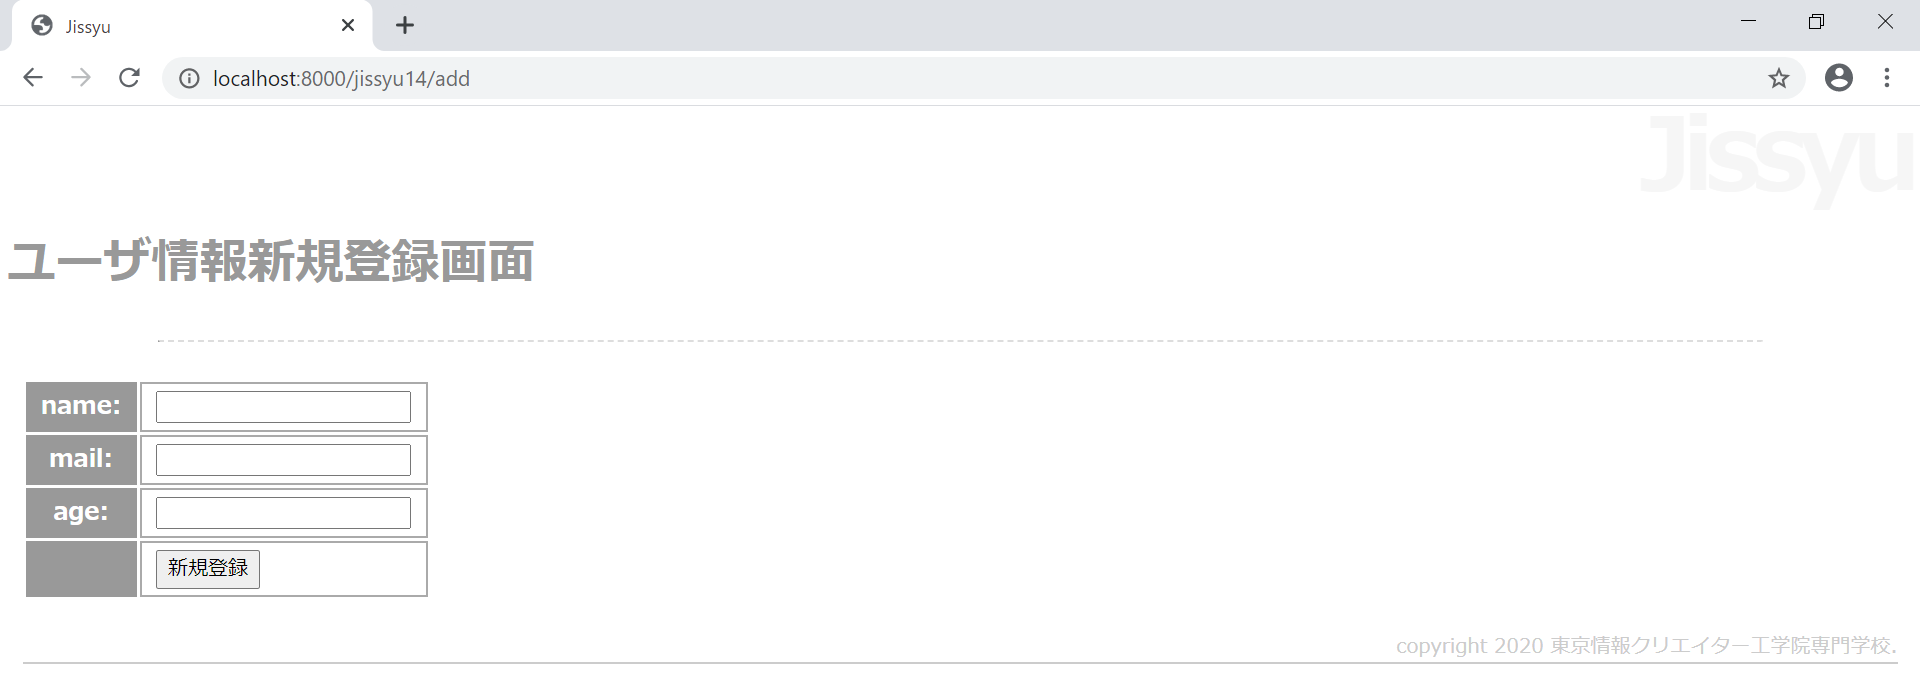 Jissyu
localhost:8000/jissyu14/add
Jissyu
ユーザ情報新規登録画面
name:
mail:
age:
新規登録
copyright 2020 東京情報クリエイター工学院専門学校.